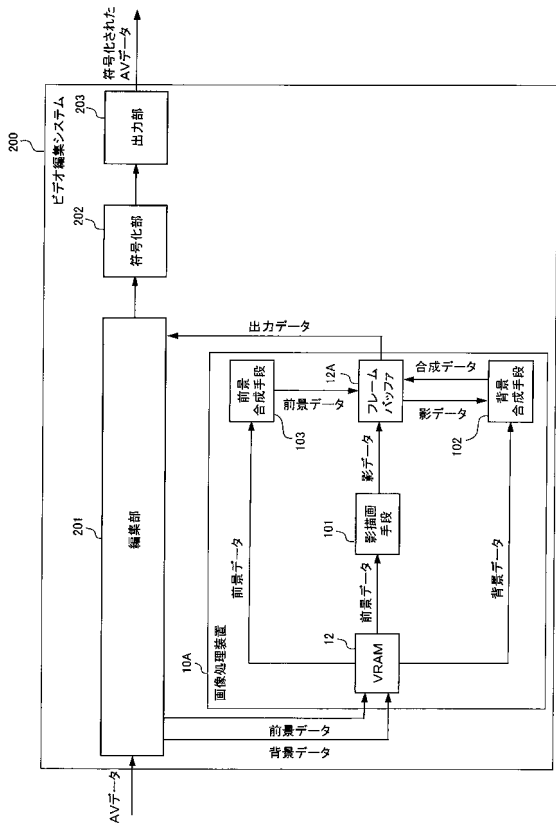 200
ビデオ編集システム
AVデータ
201
編集部
202
符号化部
203
出力部
符号化された
AVデータ
前景データ
背景データ
出力データ
10A
画像処理装置
12
VRAM
前景データ
前景データ
背景データ
101
影描画
手段
影データ
前景
合成手段
103
前景データ
12A
フレーム
バッファ
合成データ
影データ
背景
合成手段
102